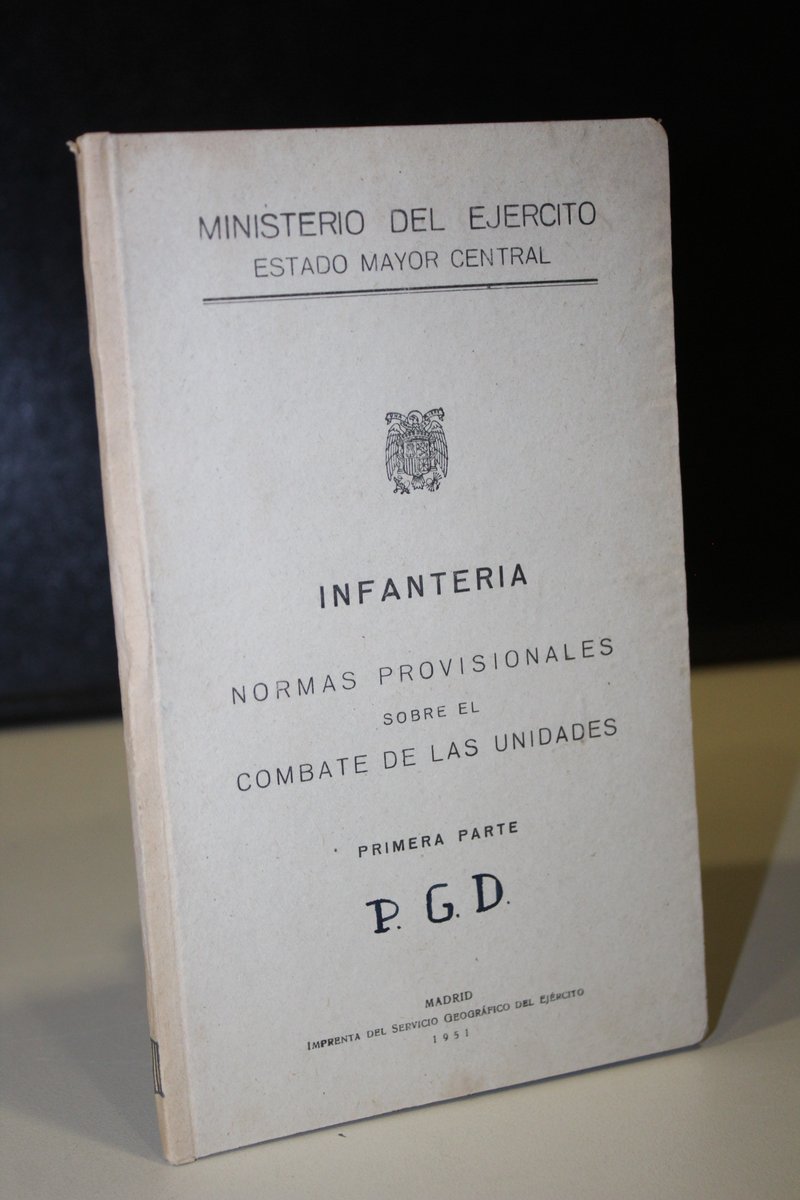 MINISTERIO DEL EJERCITO
ESTADO MAYOR CENTRAL
INFANTERIA
NORMAS PROVISIONALES
SOBRE EL
COMBATE DE LAS UNIDADES
PRIMERA PARTE
P. G. D.
MADRID
IMPRENTA DEL SERVICIO GEOGRÁFICO DEL EJÉRCITO
1951